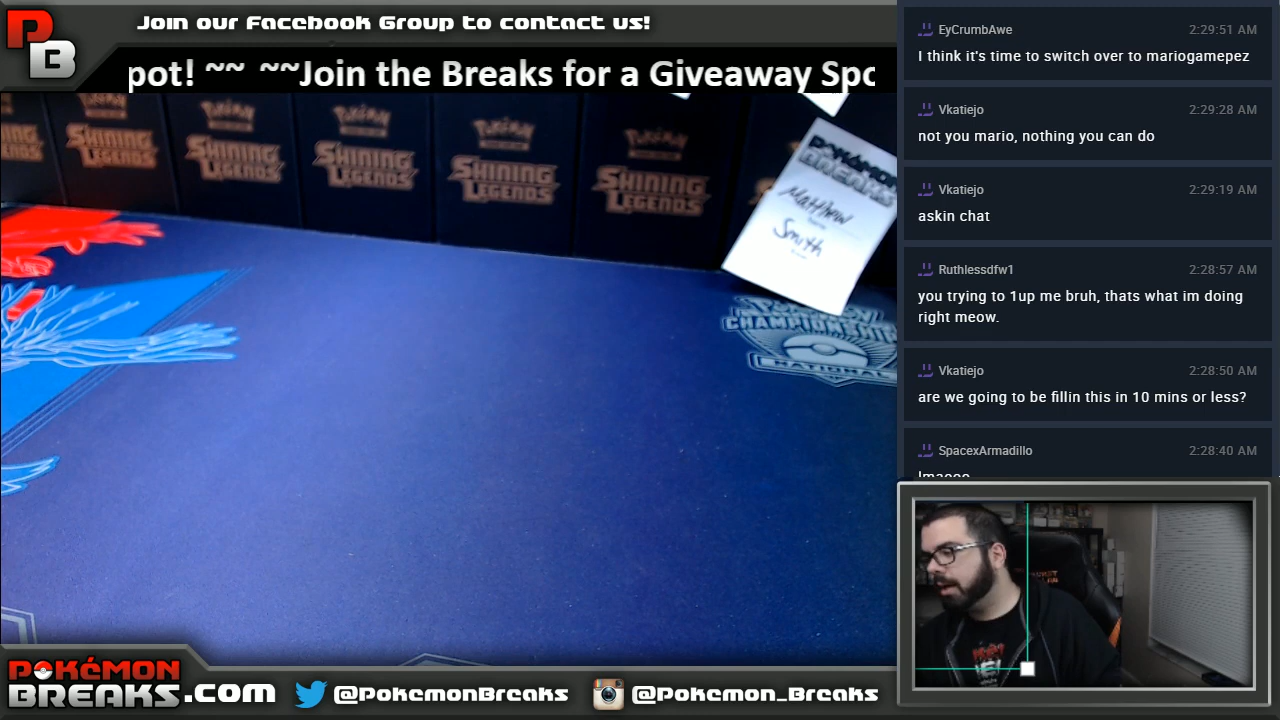 PB
Join our Facebook Group to contact us!
pot! ~~ ~~Join the Breaks for a Giveaway Spo
Pokémon
SHINING LEGENDS
Pokémon
SHINING LEGENDS
Pokémon
SHINING LEGENDS
Pokémon
SHINING LEGENDS
Pokémon
SHINING LEGENDS
POKéMON
BREAKS
Matthew
Smith
Pokémon
CHAMPIONSHIPS
NATIONAL
EyCrumbAwe 2:29:51 AM
I think it's time to switch over to mariogamepez
Vkatiejo 2:29:28 AM
not you mario, nothing you can do
Vkatiejo 2:29:19 AM
askin chat
Ruthlessdfw1 2:28:57 AM
you trying to 1up me bruh, thats what im doing
right meow.
Vkatiejo 2:28:50 AM
are we going to be fillin this in 10 mins or less?
SpacexArmadillo 2:28:40 AM
lmaooo
POKéMON
BREAKS.COM
@PokemonBreaks
@Pokemon_Breaks